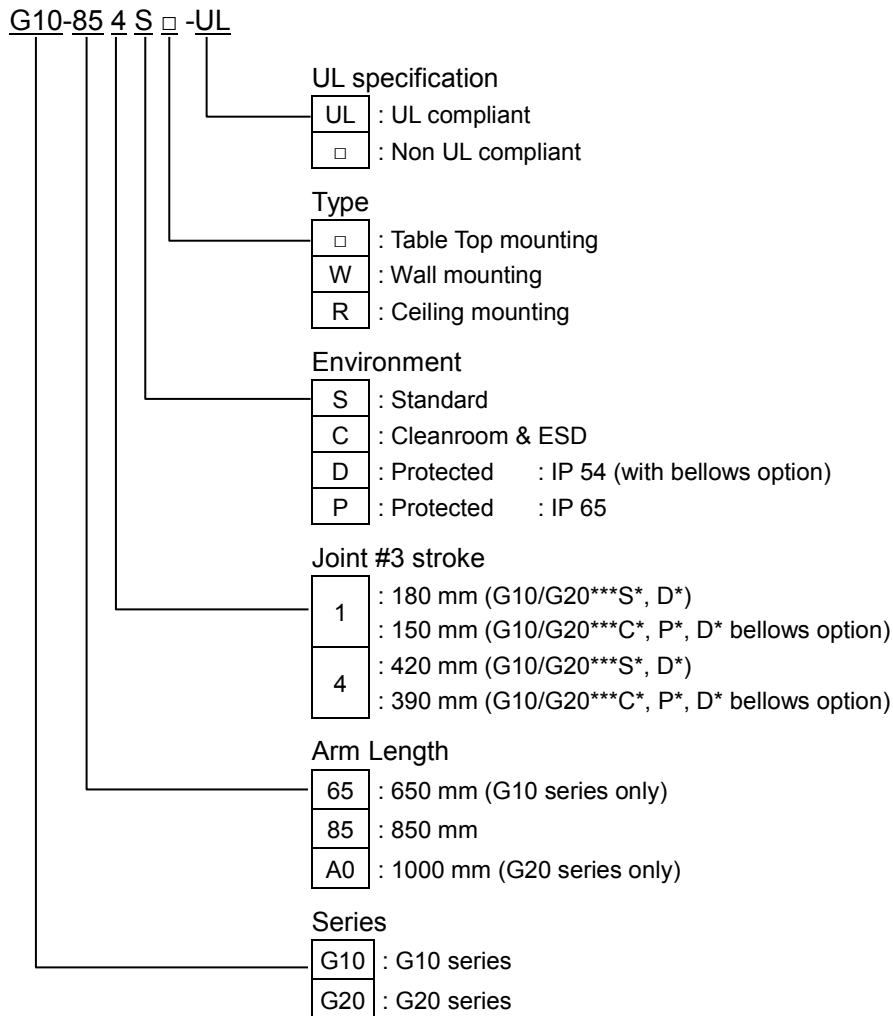 G10-85 4 S □ -UL
UL specification
UL : UL compliant
□ : Non UL compliant
Type
□ : Table Top mounting
W : Wall mounting
R : Ceiling mounting
Environment
S : Standard
C : Cleanroom & ESD
D : Protected : IP 54 (with bellows option)
P : Protected : IP 65
Joint #3 stroke
1 : 180 mm (G10/G20***S*, D*)
: 150 mm (G10/G20***C*, P*, D* bellows option)
4 : 420 mm (G10/G20***S*, D*)
: 390 mm (G10/G20***C*, P*, D* bellows option)
Arm Length
65 : 650 mm (G10 series only)
85 : 850 mm
A0 : 1000 mm (G20 series only)
Series
G10 : G10 series
G20 : G20 series